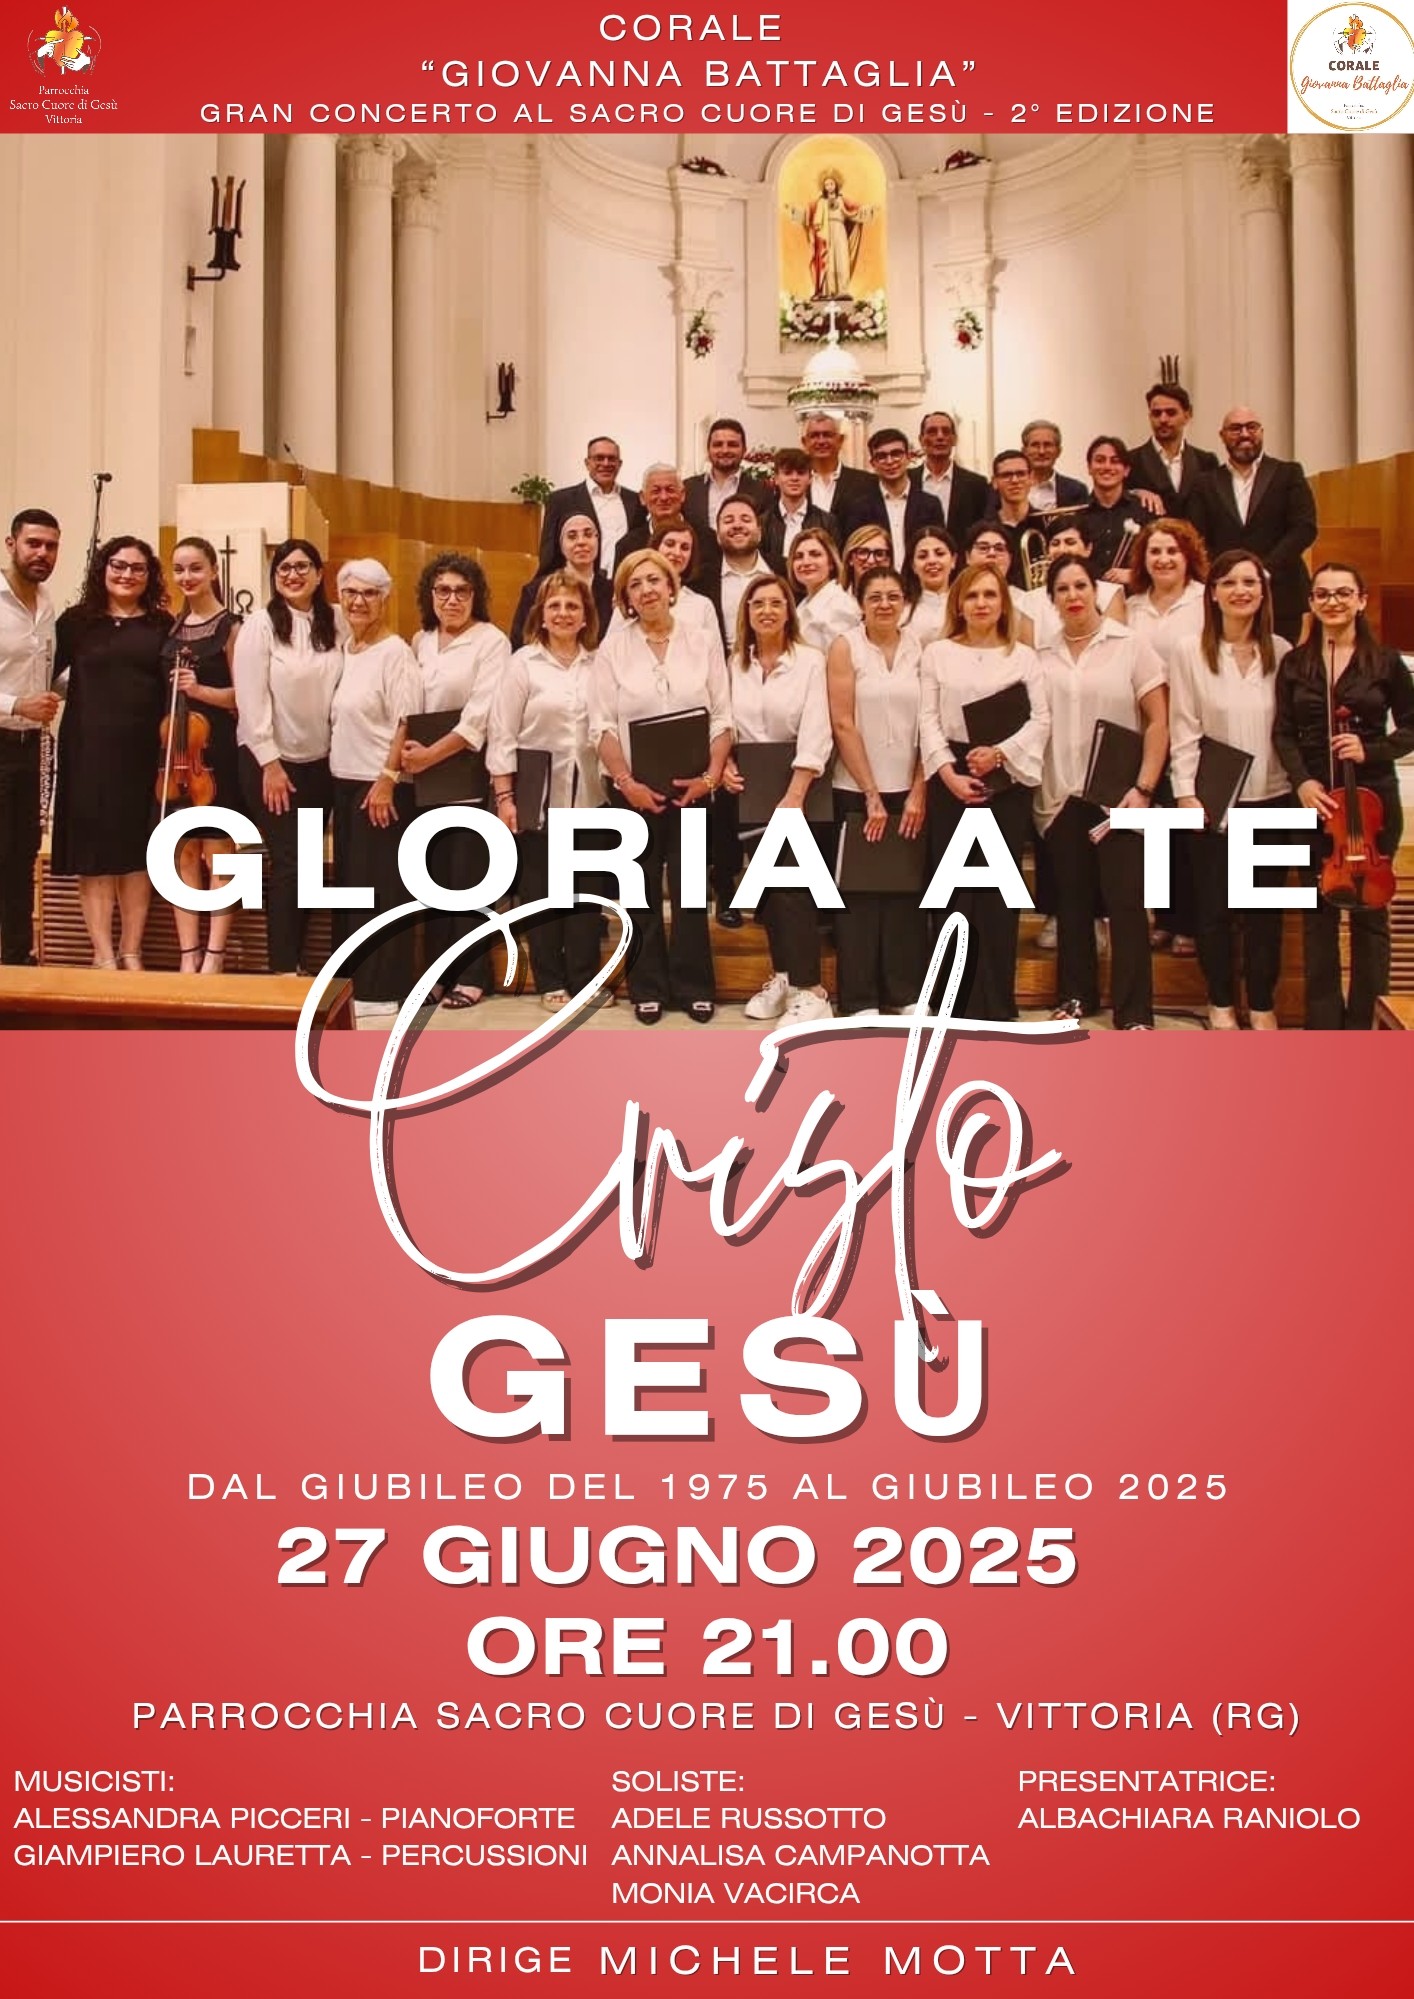 Parrocchia
Sacro Cuore di Gesù
Vittoria
CORALE
“GIOVANNA BATTAGLIA”
GRAN CONCERTO AL SACRO CUORE DI GESÙ - 2° EDIZIONE
CORALE
Giovanna Battaglia
GLORIA A TE
Cristo
GESÙ
DAL GIUBILEO DEL 1975 AL GIUBILEO 2025
27 GIUGNO 2025
ORE 21.00
PARROCCHIA SACRO CUORE DI GESÙ - VITTORIA (RG)
MUSICISTI:
ALESSANDRA PICCERI - PIANOFORTE
GIAMPIERO LAURETTA - PERCUSSIONI
SOLISTE:
ADELE RUSSOTTO
ANNALISA CAMPANOTTA
MONIA VACIRCA
PRESENTATRICE:
ALBACHIARA RANIOLO
DIRIGE MICHELE MOTTA